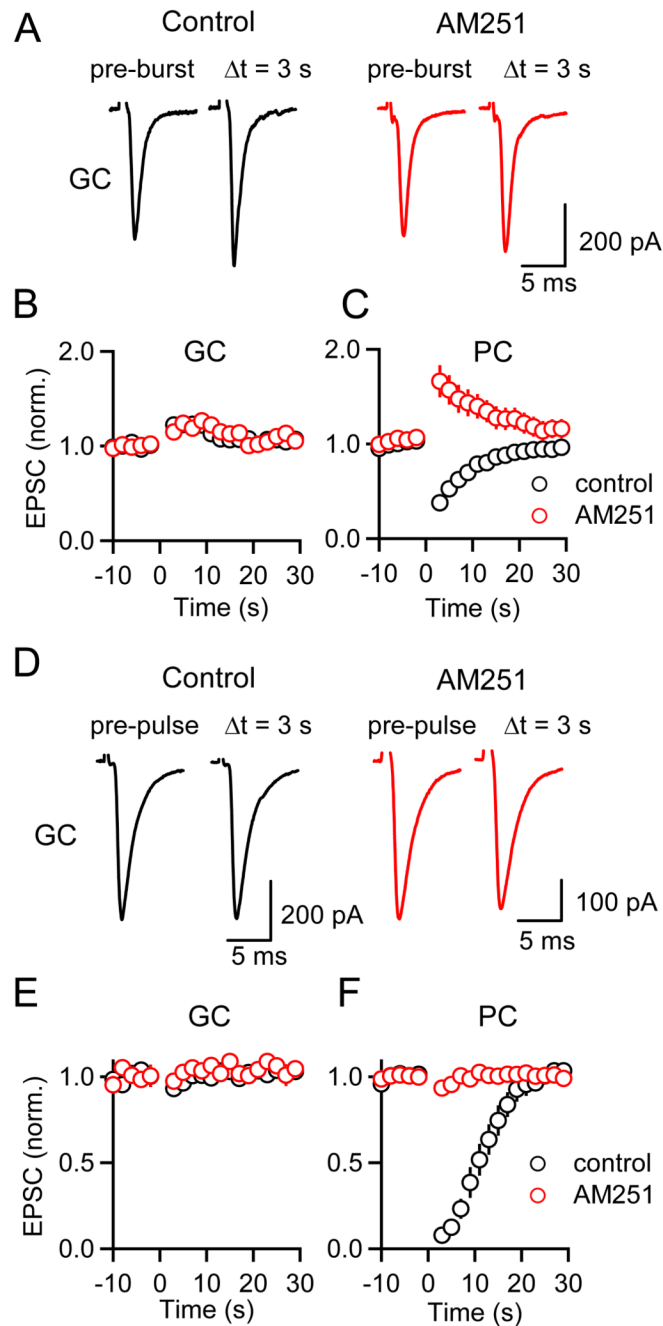 A
Control
AM251
pre-burst
Δt = 3 s
pre-burst
Δt = 3 s
GC
200 pA
5 ms
B
GC
C
PC
2.0
1.0
0.0
EPSC (norm.)
-10
0
10
20
30
Time (s)
2.0
1.0
0.0
control
AM251
-10
0
10
20
30
Time (s)
D
Control
AM251
pre-pulse
Δt = 3 s
pre-pulse
Δt = 3 s
GC
200 pA
5 ms
100 pA
5 ms
E
GC
F
PC
1.0
0.5
0.0
EPSC (norm.)
-10
0
10
20
30
Time (s)
1.0
0.5
0.0
control
AM251
-10
0
10
20
30
Time (s)